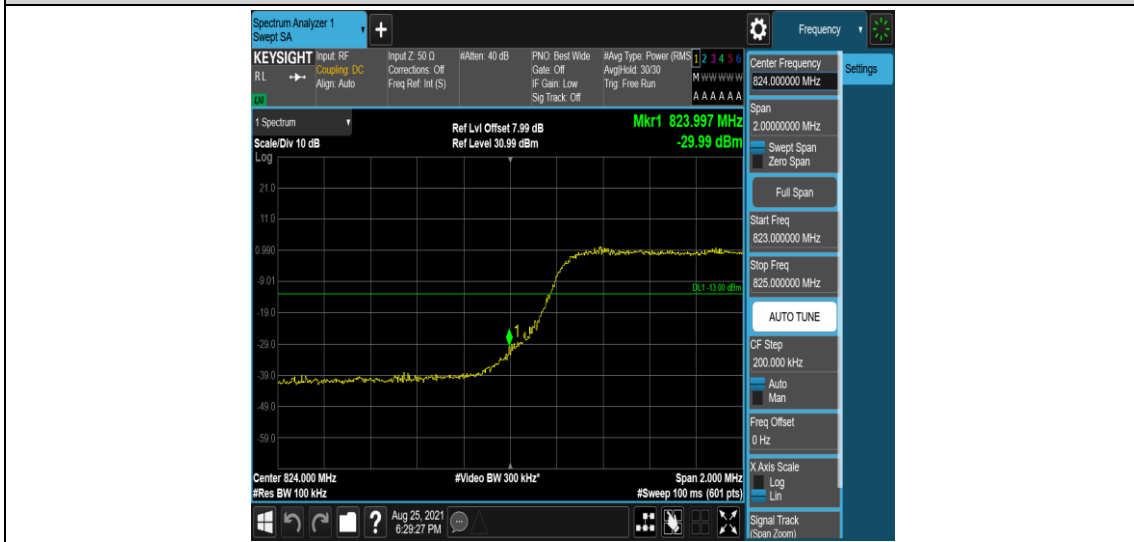 Spectrum Analyzer 1
Swept SA
+
Frequency
KEYSIGHT
RL
Input: RF
Coupling: DC
Align: Auto
Input Z: 50 Ω
Corrections: Off
Freq Ref: Int (S)
#Atten: 40 dB
PNO: Best Wide
Gate: Off
IF Gain: Low
Sig Track: Off
#Avg Type: Power (RMS
Avg|Hold: 30/30
Trig: Free Run
1 2 3 4 5 6
M W W W W W
A A A A A A
1 Spectrum
Scale/Div 10 dB
Log
Ref Lvl Offset 7.99 dB
Ref Level 30.99 dBm
Mkr1 823.997 MHz
-29.99 dBm
21.0
11.0
0.990
-9.01
-19.0
-29.0
-39.0
-49.0
-59.0
DL1 -13.00 dBm
1
Center 824.000 MHz
#Res BW 100 kHz
#Video BW 300 kHz*
Span 2.000 MHz
#Sweep 100 ms (601 pts)
?
Aug 25, 2021
6:29:27 PM
Center Frequency
824.000000 MHz
Settings
Span
2.00000000 MHz
Swept Span
Zero Span
Full Span
Start Freq
823.000000 MHz
Stop Freq
825.000000 MHz
AUTO TUNE
CF Step
200.000 kHz
Auto
Man
Freq Offset
0 Hz
X Axis Scale
Log
Lin
Signal Track
(Span Zoom)